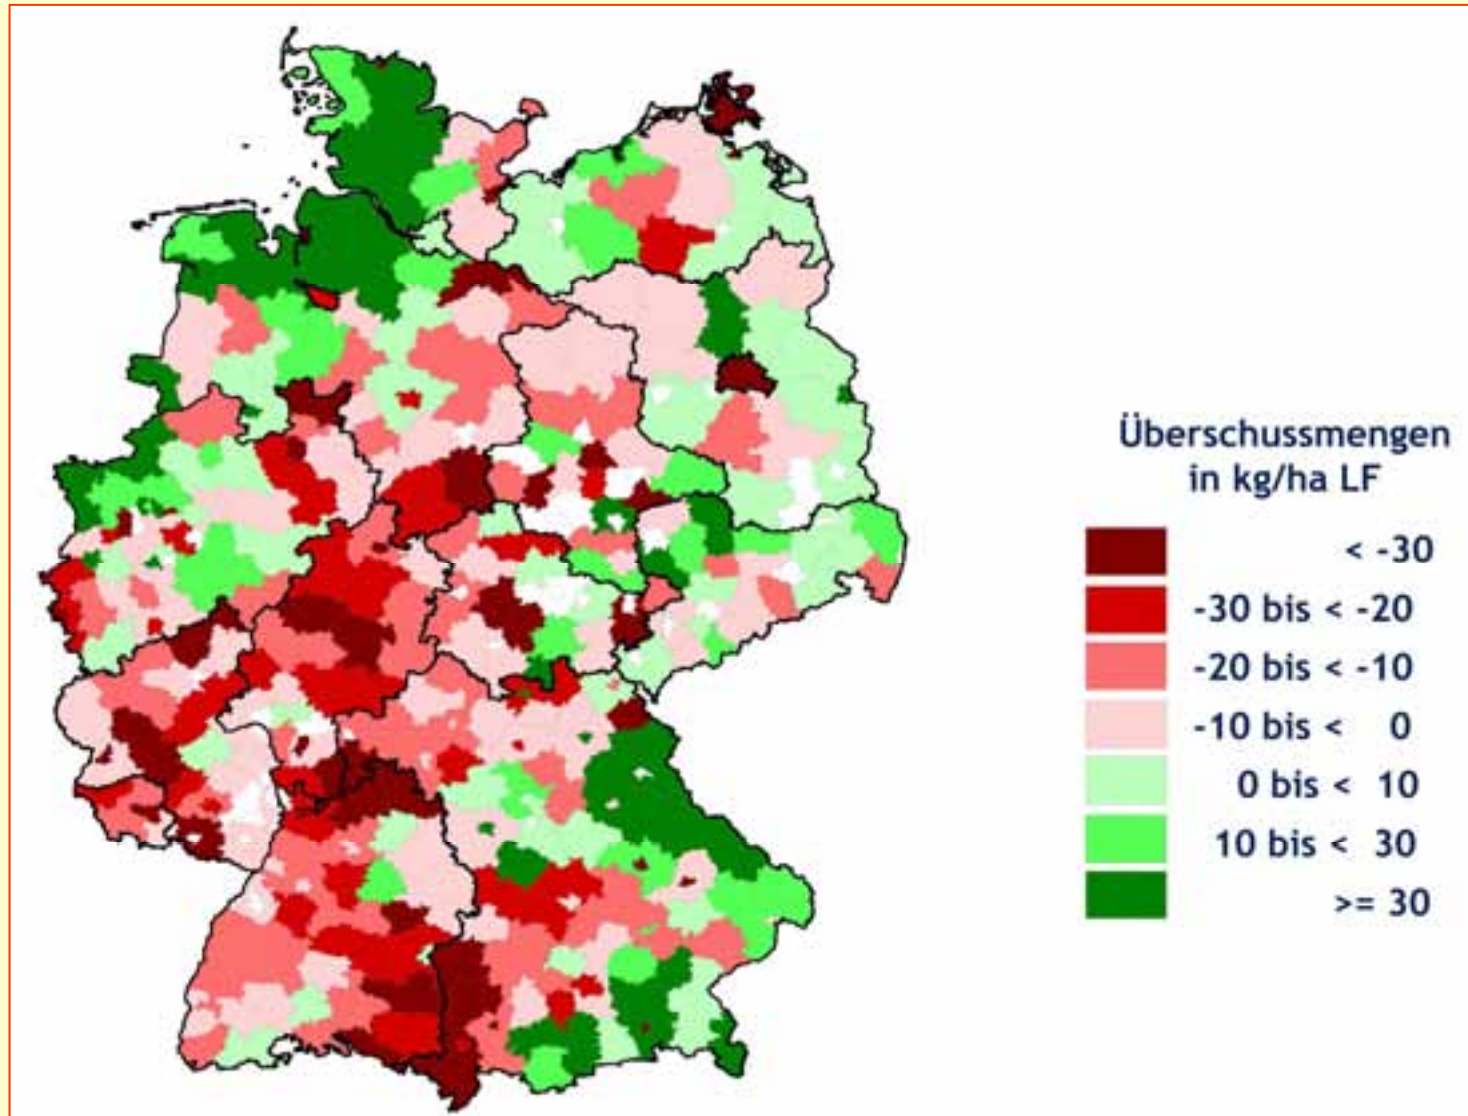 Überschussmengen
in kg/ha LF
< -30
-30 bis < -20
-20 bis < -10
-10 bis < 0
0 bis < 10
10 bis < 30
>= 30